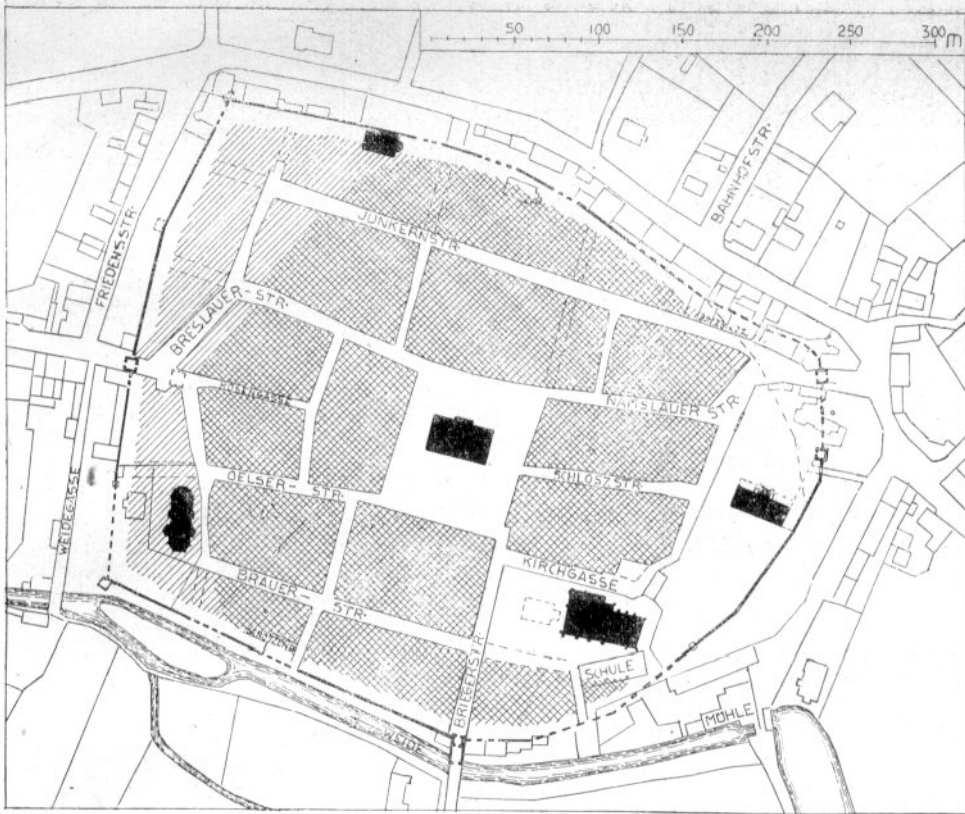 50 100 150 200 250 300 m
BAHNHOFSTR.
FRIEDENSSTR.
JUNKERNSTR.
BRESLAUER-STR.
NAMSLAUER STR.
OELSER- STR.
SCHLOSZSTR.
WEIDEGASSE
KIRCHGASSE
BRAUER- STR.
BRIEGERSTR.
SCHULE
WEIDE
MÜHLE